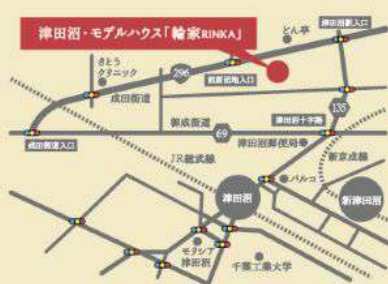 津田沼・モデルハウス「輪家RINKA」
津田沼駅入口
とん亭
さとう
クリニック
296
前原団地入口
成田街道
135
御成街道
津田沼十字路
69
成田街道入口
津田沼郵便局
JR総武線
新京成線
パルコ
津田沼
新津田沼
モリシア
津田沼
千葉工業大学